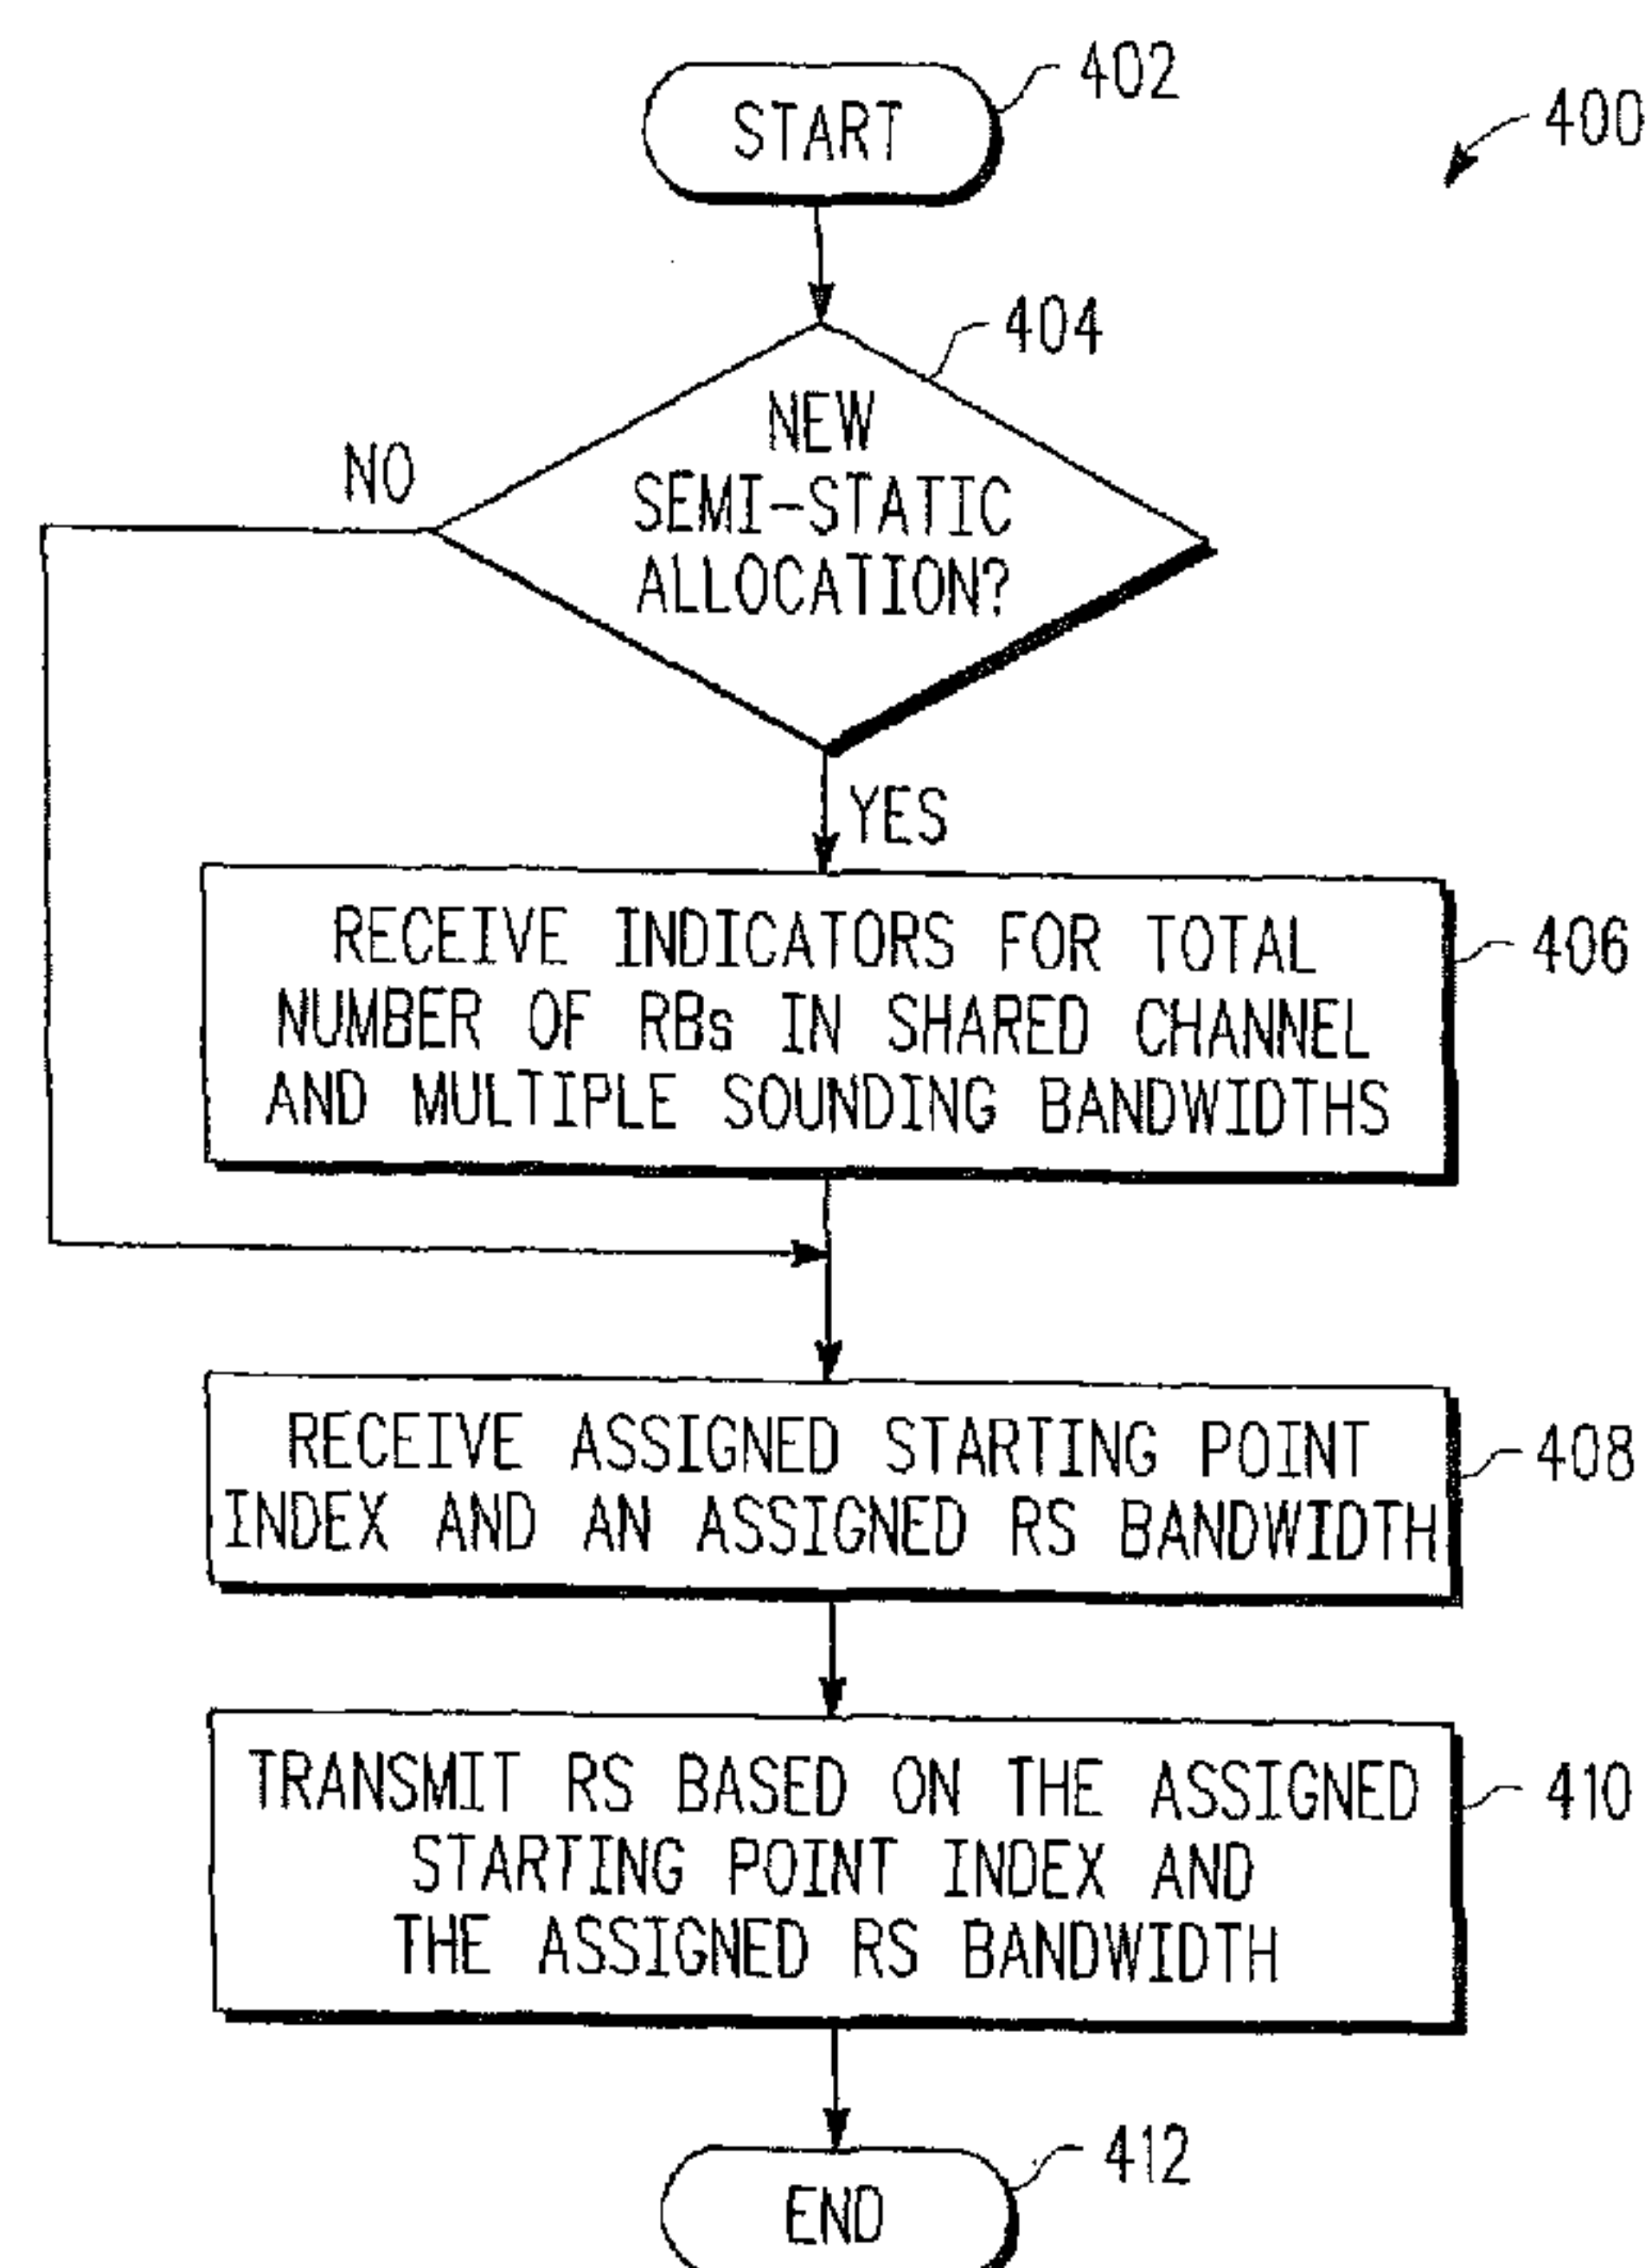 402
START
400
404
NEW
SEMI-STATIC
ALLOCATION?
NO
YES
RECEIVE INDICATORS FOR TOTAL
NUMBER OF RBs IN SHARED CHANNEL
AND MULTIPLE SOUNDING BANDWIDTHS
406
RECEIVE ASSIGNED STARTING POINT
INDEX AND AN ASSIGNED RS BANDWIDTH
408
TRANSMIT RS BASED ON THE ASSIGNED
STARTING POINT INDEX AND
THE ASSIGNED RS BANDWIDTH
410
412
END